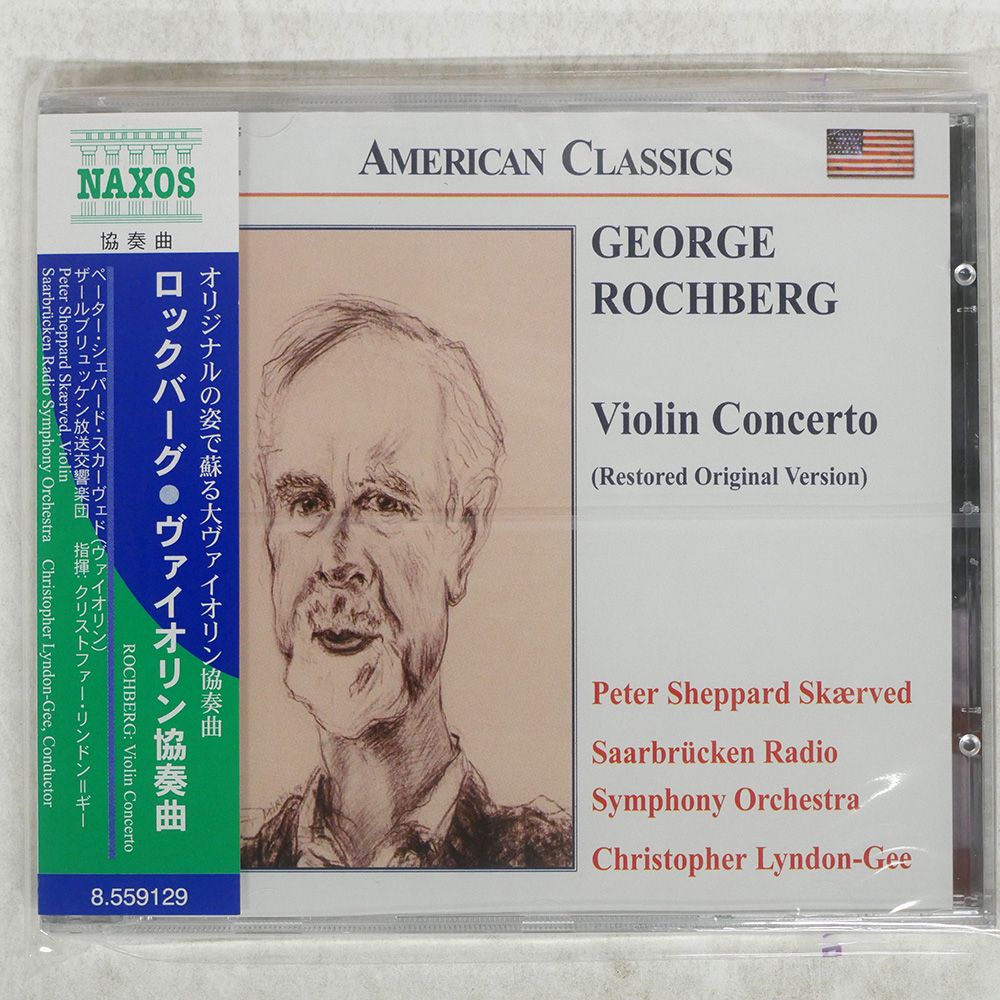 NAXOS
協奏曲
オリジナルの姿で蘇る大ヴァイオリン協奏曲
ロックバーグ●ヴァイオリン協奏曲
ROCHBERG: Violin Concerto
ペーター・シェパード・スカーヴェド(ヴァイオリン)
ザールブリュッケン放送交響楽団 指揮:クリストファー・リンドン=ギー
Peter Sheppard Skærved, Violin
Saarbrücken Radio Symphony Orchestra Christopher Lyndon-Gee, Conductor
8.559129
AMERICAN CLASSICS
GEORGE
ROCHBERG
Violin Concerto
(Restored Original Version)
Peter Sheppard Skærved
Saarbrücken Radio
Symphony Orchestra
Christopher Lyndon-Gee